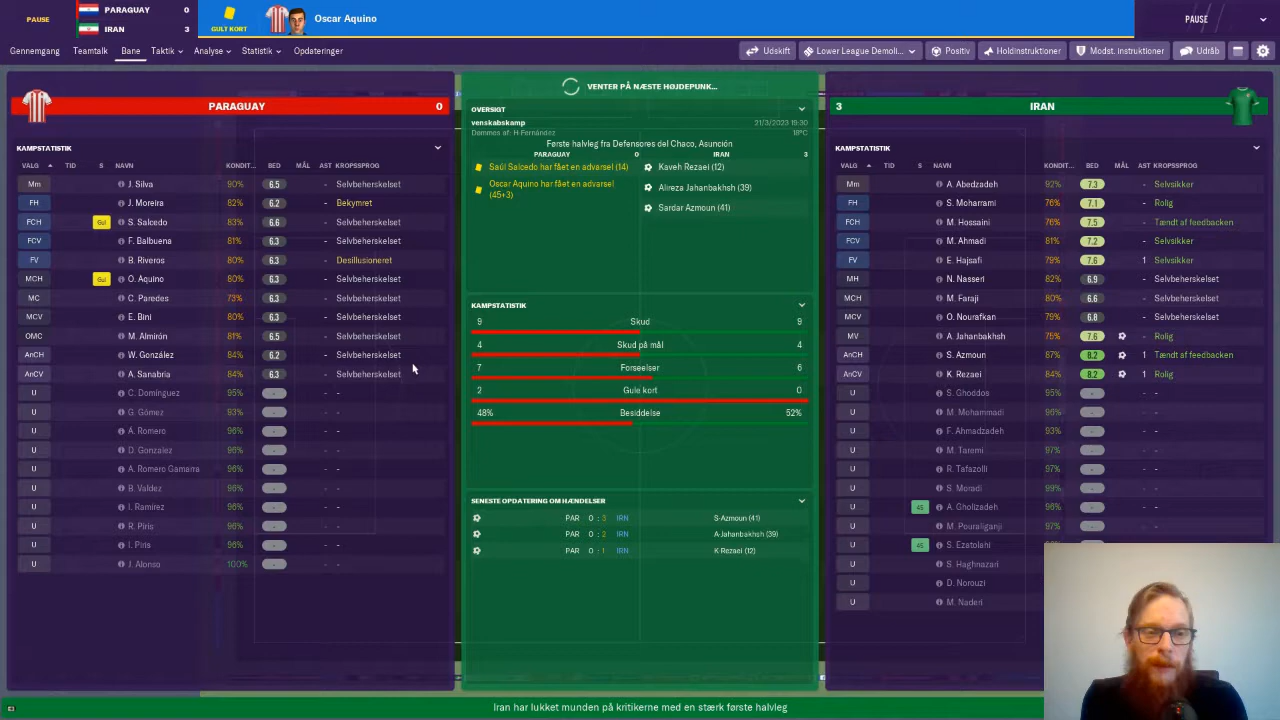 PAUSE
PARAGUAY 0
IRAN 3
GULT KORT
Oscar Aquino
PAUSE
Gennemgang Teamtalk Bane Taktik Analyse Statistik Opdateringer
Udskift Lower League Demoli... Positiv Holdinstruktioner Modst. instruktioner Udråb
PARAGUAY 0
KAMPSTATISTIK
VALG TID S NAVN KONDIT... BED MÅL AST KROPSSPROG
Mm J. Silva 90% 6.5 - Selvbeherskelset
FH J. Moreira 82% 6.2 - Bekymret
FCH Gul S. Salcedo 83% 6.6 - Selvbeherskelset
FCV F. Balbuena 81% 6.3 - Selvbeherskelset
FV B. Riveros 80% 6.3 - Desillusioneret
MCH Gul O. Aquino 80% 6.3 - Selvbeherskelset
MC C. Paredes 73% 6.3 - Selvbeherskelset
MCV E. Bini 80% 6.3 - Selvbeherskelset
OMC M. Almirón 81% 6.5 - Selvbeherskelset
AnCH W. González 84% 6.2 - Selvbeherskelset
AnCV A. Sanabria 84% 6.3 - Selvbeherskelset
U C. Domínguez 95% - - -
U G. Gómez 93% - - -
U Á. Romero 96% - - -
U D. González 96% - - -
U A. Romero Gamarra 96% - - -
U B. Valdez 96% - - -
U I. Ramírez 96% - - -
U R. Piris 96% - - -
U I. Piris 96% - - -
U J. Alonso 100% - - -
VENTER PÅ NÆSTE HØJDEPUNK...
OVERSIGT
venskabskamp 21/3/2023 19:30
Dømmes af: H-Fernández 18°C
Første halvleg fra Defensores del Chaco, Asunción
PARAGUAY 0 IRAN 3
Saúl Salcedo har fået en advarsel (14)
Oscar Aquino har fået en advarsel (45+3)
Kaveh Rezaei (12)
Alireza Jahanbakhsh (39)
Sardar Azmoun (41)
KAMPSTATISTIK
9 Skud 9
4 Skud på mål 4
7 Forseelser 6
2 Gule kort 0
48% Besiddelse 52%
SENESTE OPDATERING OM HÆNDELSER
PAR 0 : 3 IRN S-Azmoun (41)
PAR 0 : 2 IRN A-Jahanbakhsh (39)
PAR 0 : 1 IRN K-Rezaei (12)
3 IRAN
KAMPSTATISTIK
VALG TID S NAVN KONDIT... BED MÅL AST KROPSSPROG
Mm A. Abedzadeh 92% 7.3 - Selvsikker
FH S. Moharrami 76% 7.1 - Rolig
FCH M. Hossaini 76% 7.5 - Tændt af feedbacken
FCV M. Ahmadi 81% 7.2 - Selvsikker
FV E. Hajsafi 79% 7.6 1 Selvsikker
MH N. Nasseri 82% 6.9 - Selvbeherskelset
MCH M. Faraji 80% 6.6 - Selvbeherskelset
MCV O. Nourafkan 79% 6.8 - Selvbeherskelset
MV A. Jahanbakhsh 75% 7.6 - Rolig
AnCH S. Azmoun 87% 8.2 1 Tændt af feedbacken
AnCV K. Rezaei 84% 8.2 1 Rolig
U S. Ghoddos 96% - - -
U M. Mohammadi 96% - - -
U F. Ahmadzadeh 93% - - -
U M. Taremi 97% - - -
U R. Tafazolli 97% - - -
U S. Moradi 99% - - -
U 45 A. Gholizadeh 96% - - -
U M. Pouraliganji 97% - - -
U 45 S. Ezatolahi
U S. Haghnazari
U D. Norouzi
U M. Naderi
Iran har lukket munden på kritikerne med en stærk første halvleg